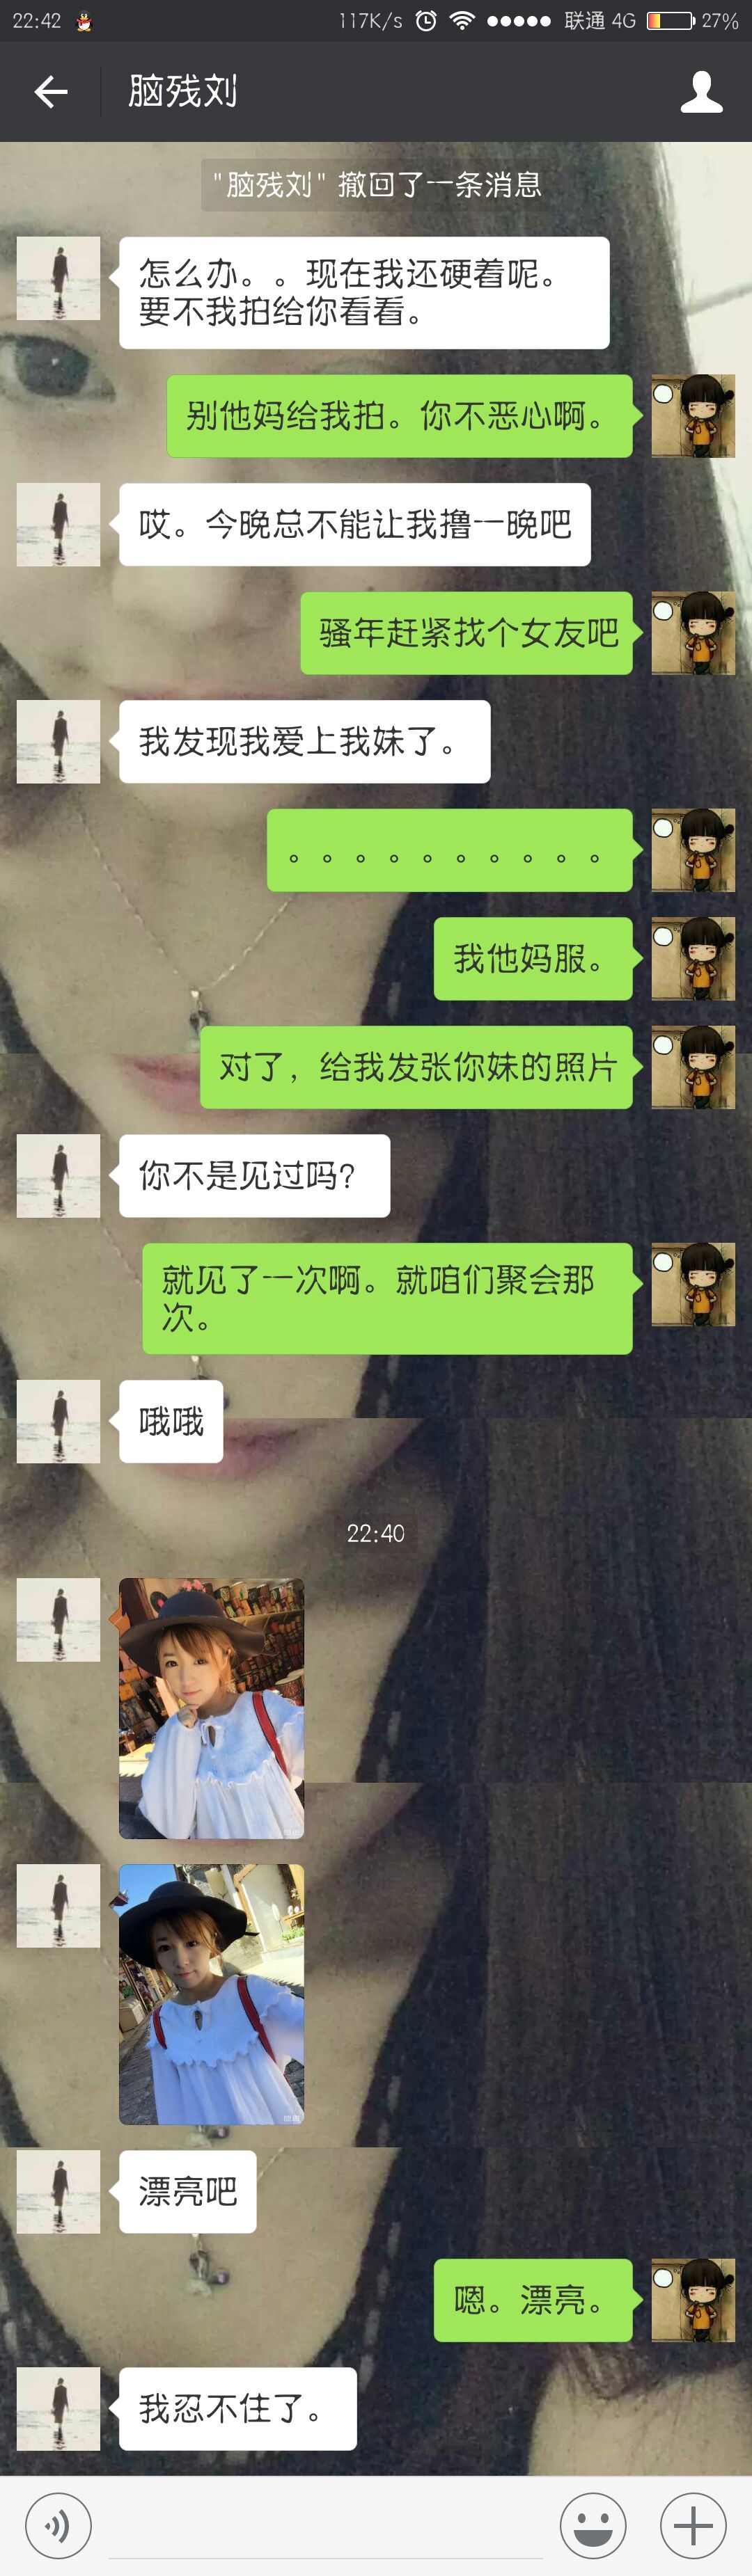 22:42 117K/s 联通 4G 27%
脑残刘
"脑残刘" 撤回了一条消息
怎么办。。现在我还硬着呢。
要不我拍给你看看。
别他妈给我拍。你不恶心啊。
哎。今晚总不能让我撸一晚吧
骚年赶紧找个女友吧
我发现我爱上我妹了。
。。。。。。。。。。
我他妈服。
对了，给我发张你妹的照片
你不是见过吗?
就见了一次啊。就咱们聚会那
次。
哦哦
22:40
漂亮吧
嗯。漂亮。
我忍不住了。